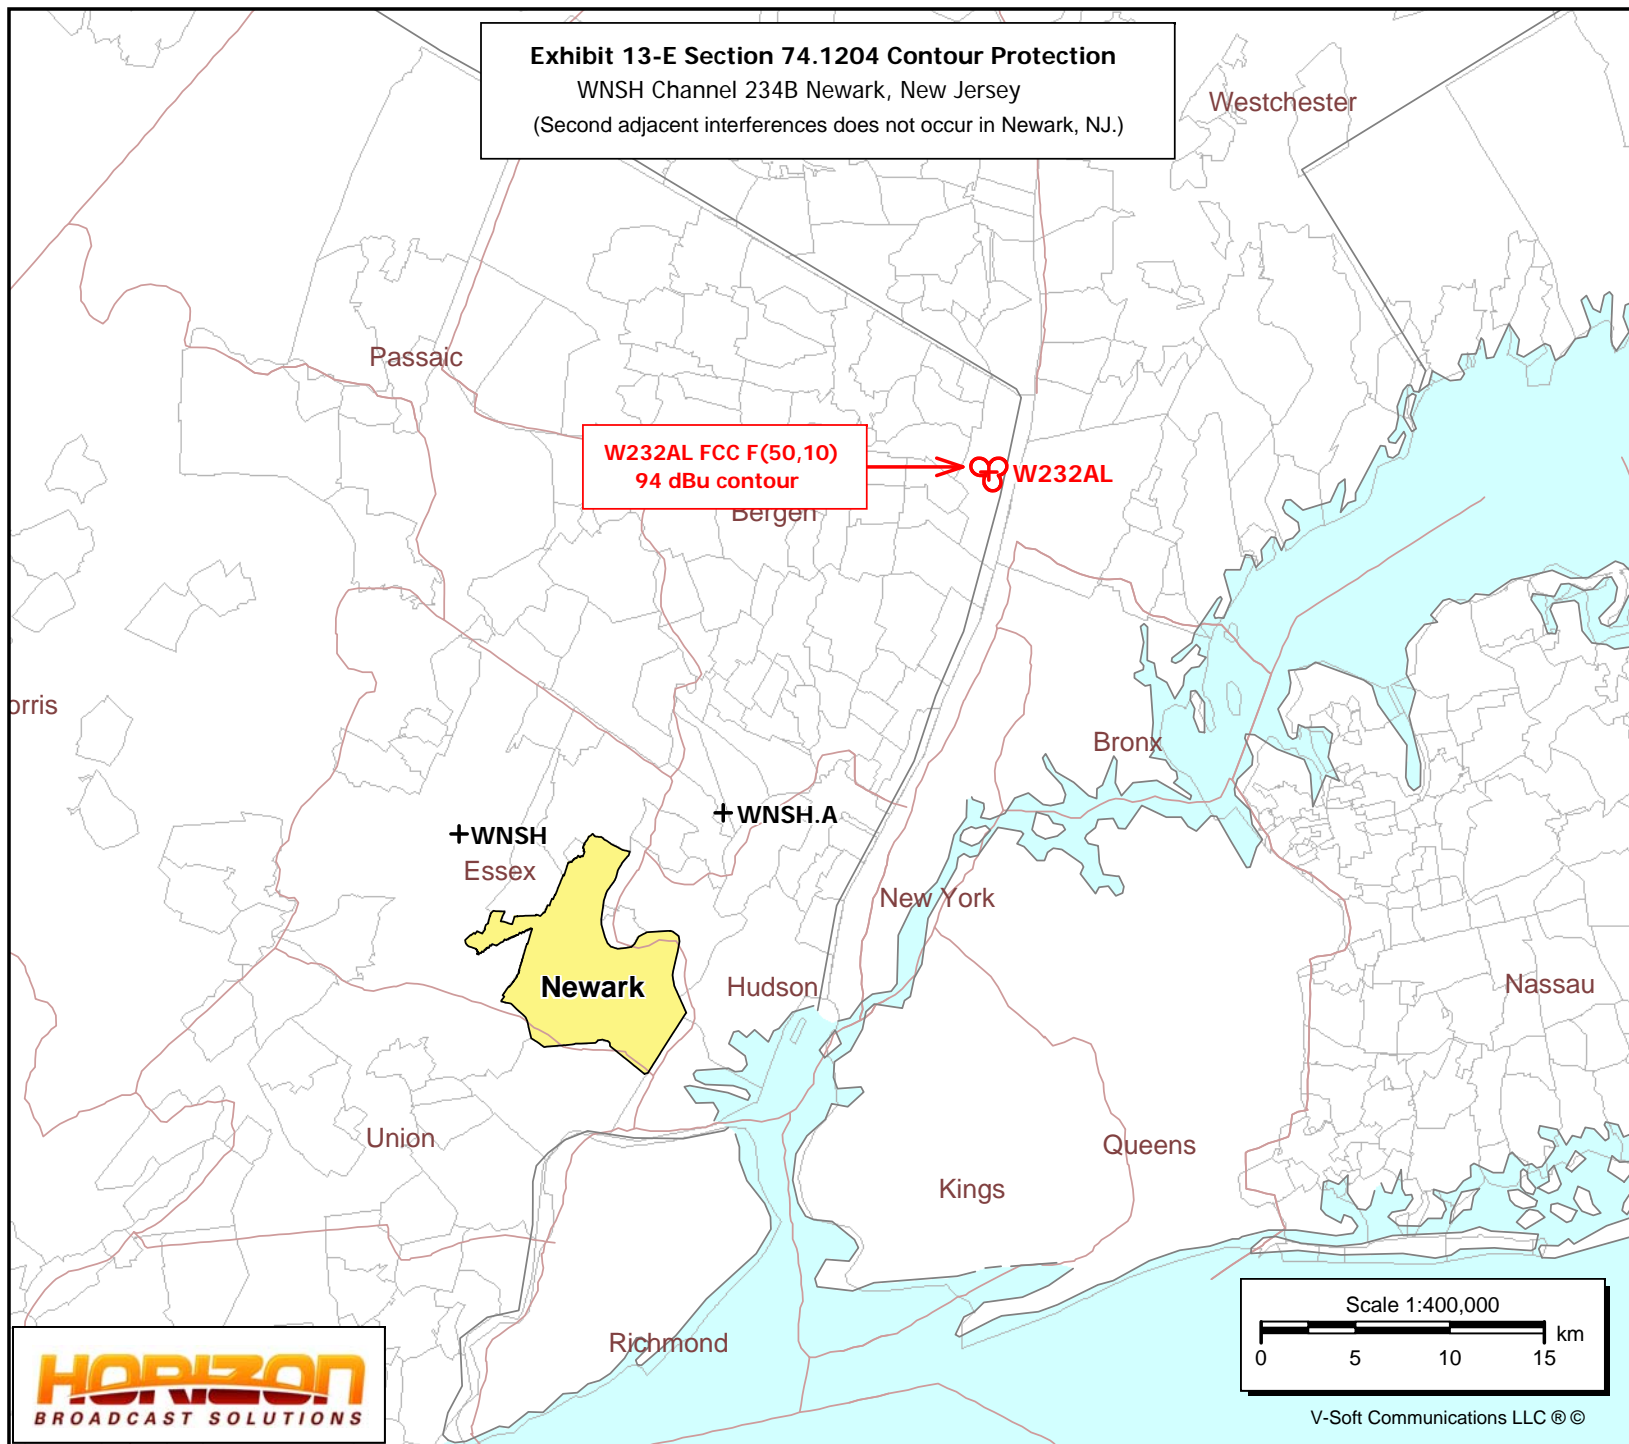 Exhibit 13-E Section 74.1204 Contour Protection
WNSH Channel 234B Newark, New Jersey
(Second adjacent interferences does not occur in Newark, NJ.)
Westchester
Passaic
W232AL FCC F(50,10)
94 dBu contour
W232AL
Bergen
orris
Bronx
WNSH.A
WNSH
Essex
New York
Newark
Hudson
Nassau
Union
Queens
Kings
Richmond
Scale 1:400,000
km
0 5 10 15
HORIZON
BROADCAST SOLUTIONS
V-Soft Communications LLC ® ©